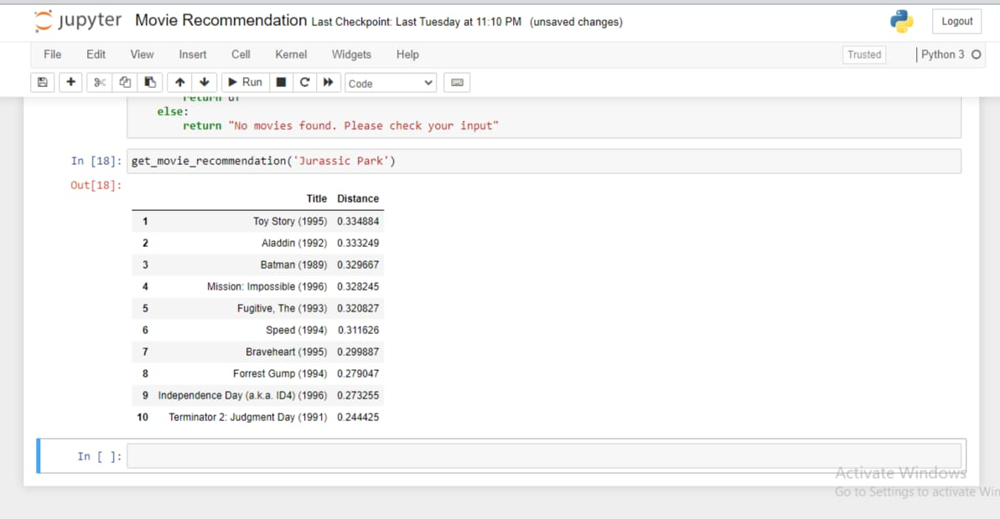 jupyter Movie Recommendation Last Checkpoint: Last Tuesday at 11:10 PM (unsaved changes) Logout
File Edit View Insert Cell Kernel Widgets Help Trusted Python 3
Run Code
return df
else:
return "No movies found. Please check your input"
In [18]: get_movie_recommendation('Jurassic Park')
Out[18]:
Title Distance
1 Toy Story (1995) 0.334884
2 Aladdin (1992) 0.333249
3 Batman (1989) 0.329667
4 Mission: Impossible (1996) 0.328245
5 Fugitive, The (1993) 0.320827
6 Speed (1994) 0.311626
7 Braveheart (1995) 0.299887
8 Forrest Gump (1994) 0.279047
9 Independence Day (a.k.a. ID4) (1996) 0.273255
10 Terminator 2: Judgment Day (1991) 0.244425
In [ ]:
Activate Windows
Go to Settings to activate Win